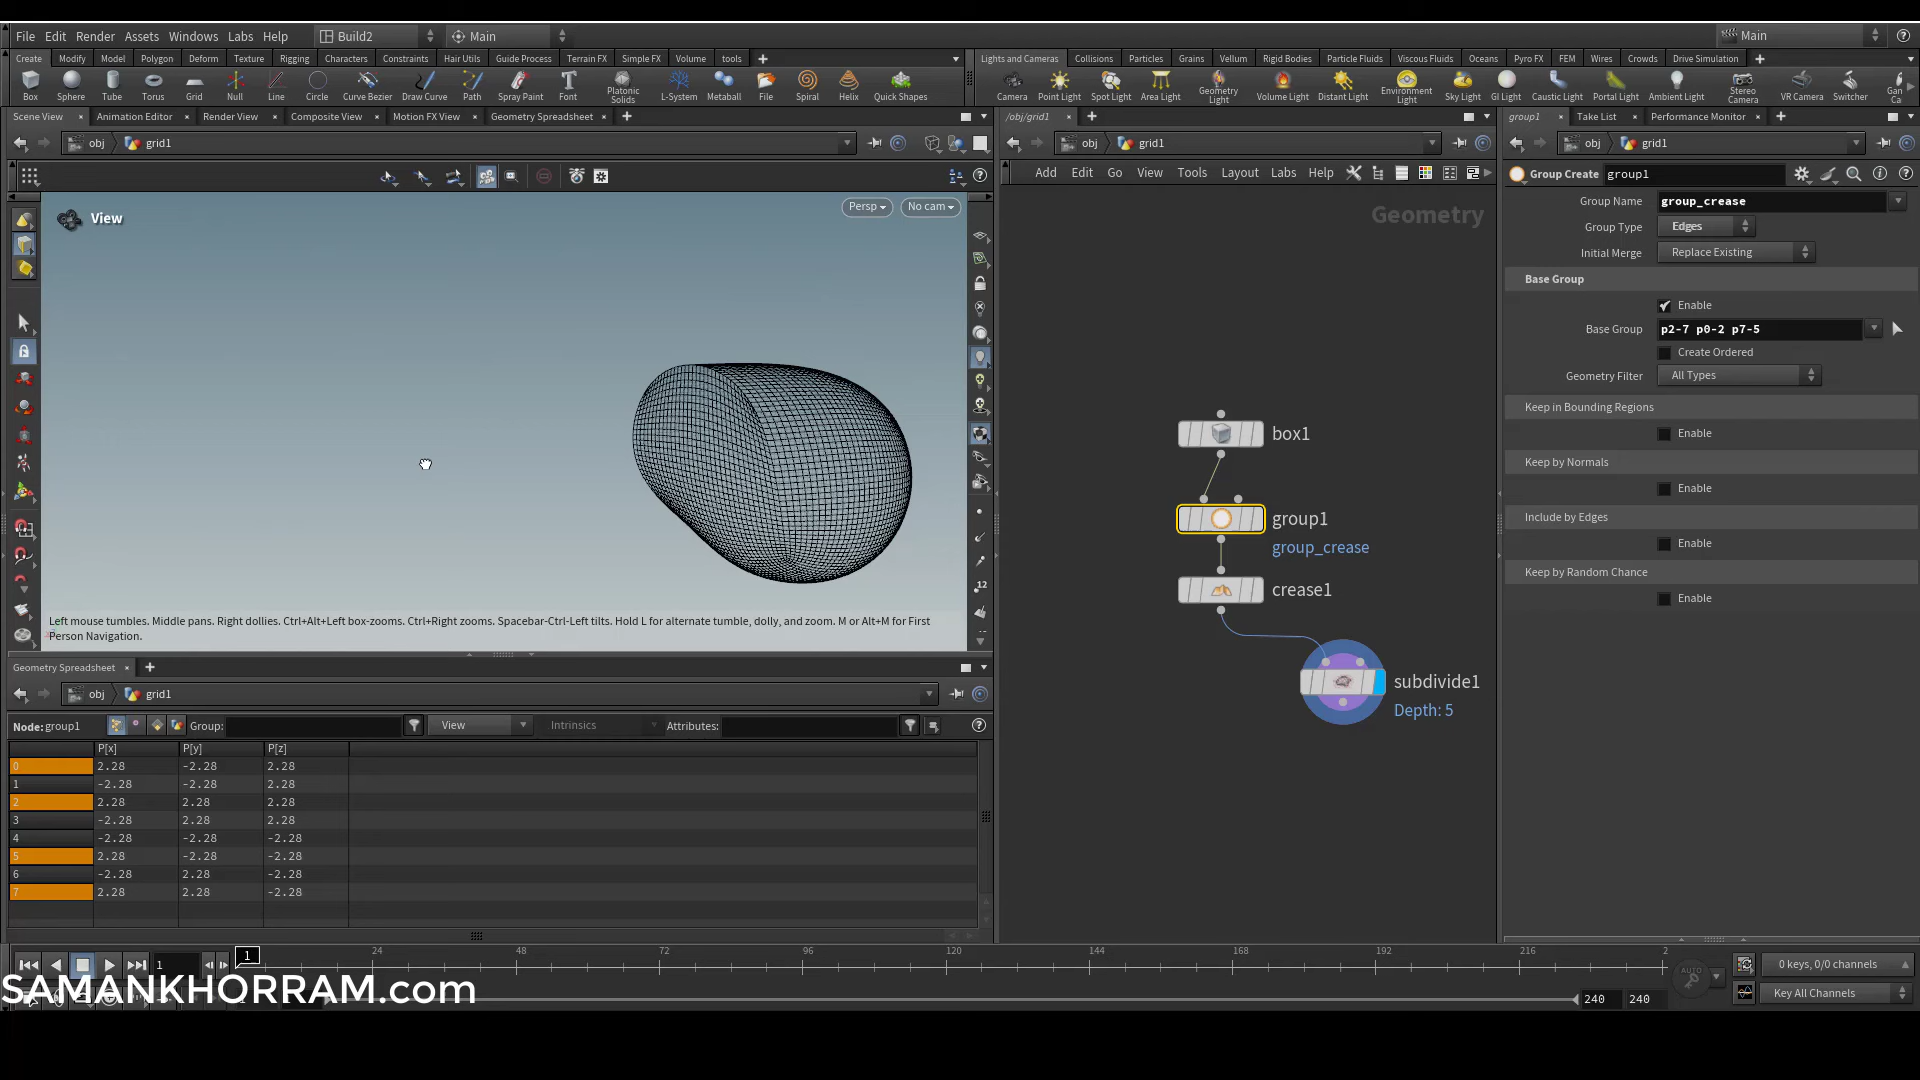 File Edit Render Assets Windows Labs Help Build2 Main Main
Create Modify Model Polygon Deform Texture Rigging Characters Constraints Hair Utils Guide Process Terrain FX Simple FX Volume tools
Lights and Cameras Collisions Particles Grains Vellum Rigid Bodies Particle Fluids Viscous Fluids Oceans Pyro FX FEM Wires Crowds Drive Simulation
Box Sphere Tube Torus Grid Null Line Circle Curve Bezier Draw Curve Path Spray Paint Font Platonic Solids L-System Metaball File Spiral Helix Quick Shapes
Camera Point Light Spot Light Area Light Geometry Light Volume Light Distant Light Environment Light Sky Light GI Light Caustic Light Portal Light Ambient Light Stereo Camera VR Camera Switcher Gan Ca
Scene View Animation Editor Render View Composite View Motion FX View Geometry Spreadsheet
/obj/grid1
group1 Take List Performance Monitor
obj grid1
obj grid1
obj grid1
Add Edit Go View Tools Layout Labs Help
Group Create group1
View Persp No cam
Geometry
Group Name group_crease
Group Type Edges
Initial Merge Replace Existing
Base Group
Enable
Base Group p2-7 p0-2 p7-5
Create Ordered
Geometry Filter All Types
Keep in Bounding Regions
Enable
Keep by Normals
Enable
Include by Edges
Enable
Keep by Random Chance
Enable
box1
group1
group_crease
crease1
subdivide1
Depth: 5
12
Left mouse tumbles. Middle pans. Right dollies. Ctrl+Alt+Left box-zooms. Ctrl+Right zooms. Spacebar-Ctrl-Left tilts. Hold L for alternate tumble, dolly, and zoom. M or Alt+M for First
Person Navigation.
Geometry Spreadsheet
obj grid1
Node: group1 Group: View Intrinsics Attributes:
P[x] P[y] P[z]
0 2.28 -2.28 2.28
1 -2.28 -2.28 2.28
2 2.28 2.28 2.28
3 -2.28 2.28 2.28
4 -2.28 -2.28 -2.28
5 2.28 -2.28 -2.28
6 -2.28 2.28 -2.28
7 2.28 2.28 -2.28
1 1 24 48 72 96 120 144 168 192 216 2
AUTO
0 keys, 0/0 channels
SAMANKHORRAM.com
240 240 Key All Channels